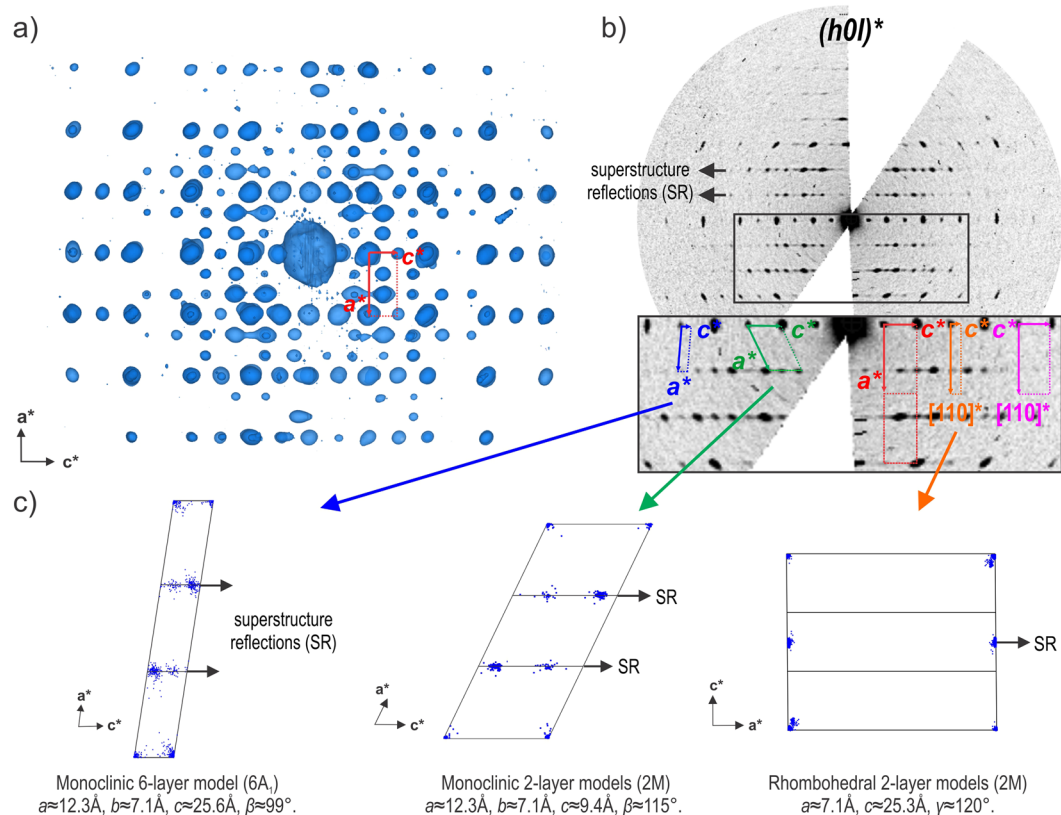 a)
c*
a*
a*
c*
b)
(h0l)*
superstructure
reflections (SR)
c*
a*
c*
a*
c*
a*
c*
[110]*
c*
[110]*
c)
superstructure
reflections (SR)
a*
c*
SR
SR
a*
c*
SR
c*
a*
Monoclinic 6-layer model (6A₁)
a≈12.3Å, b≈7.1Å, c≈25.6Å, β≈99°.
Monoclinic 2-layer models (2M)
a≈12.3Å, b≈7.1Å, c≈9.4Å, β≈115°.
Rhombohedral 2-layer models (2M)
a≈7.1Å, c≈25.3Å, γ≈120°.